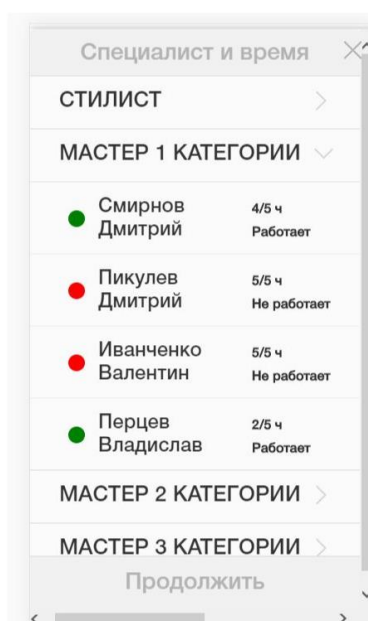 Специалист и время
СТИЛИСТ
МАСТЕР 1 КАТЕГОРИИ
Смирнов
Дмитрий
4/5 ч
Работает
Пикулев
Дмитрий
5/5 ч
Не работает
Иванченко
Валентин
5/5 ч
Не работает
Перцев
Владислав
2/5 ч
Работает
МАСТЕР 2 КАТЕГОРИИ
МАСТЕР 3 КАТЕГОРИИ
Продолжить